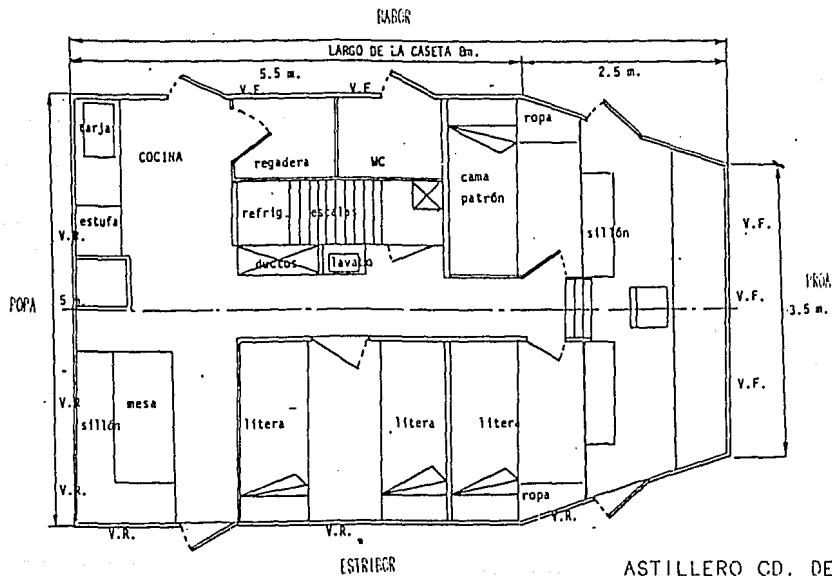 BABOR
LARGO DE LA CASETA 8m.
5.5 m.
2.5 m.
V.F.
V.F.
tarja
COCINA
regadera
WC
ropa
cama
patrón
refrig.
escalos
estufa
V.R.
sillón
V.F.
ductos
lavabo
POPA
5 m.
V.F.
PROA
3.5 m.
V.F.
V.R
sillón
mesa
litera
litera
litera
V.R.
ropa
V.R.
V.R.
V.R.
ESTRIBOR
ASTILLERO CD. DE